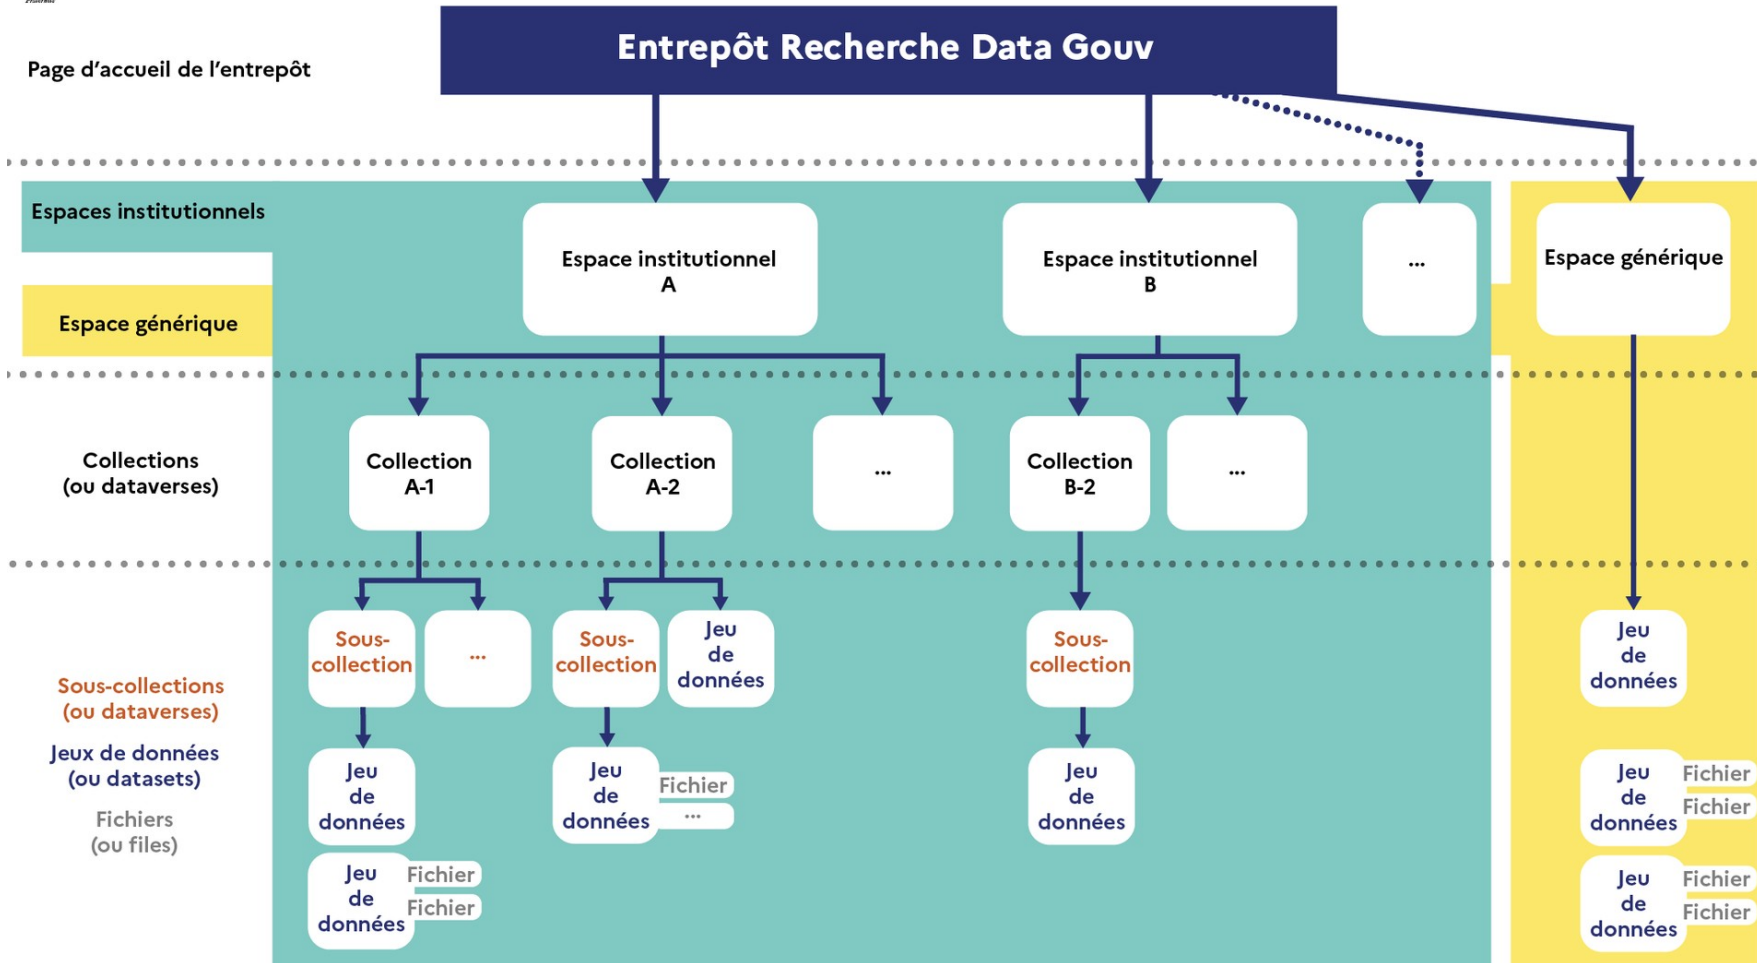 Entrepôt Recherche Data Gouv
Page d'accueil de l'entrepôt
Espaces institutionnels
Espace générique
Espace institutionnel
A
Espace institutionnel
B
...
Espace générique
Collections
(ou dataverses)
Collection
A-1
Collection
A-2
...
Collection
B-2
...
Sous-collections
(ou dataverses)
Jeux de données
(ou datasets)
Fichiers
(ou files)
Sous-
collection
...
Sous-
collection
Jeu
de
données
Sous-
collection
Jeu
de
données
Jeu
de
données
Jeu
de
données
Fichier
...
Jeu
de
données
Jeu
de
données
Fichier
Fichier
Jeu
de
données
Fichier
Fichier
Jeu
de
données
Fichier
Fichier